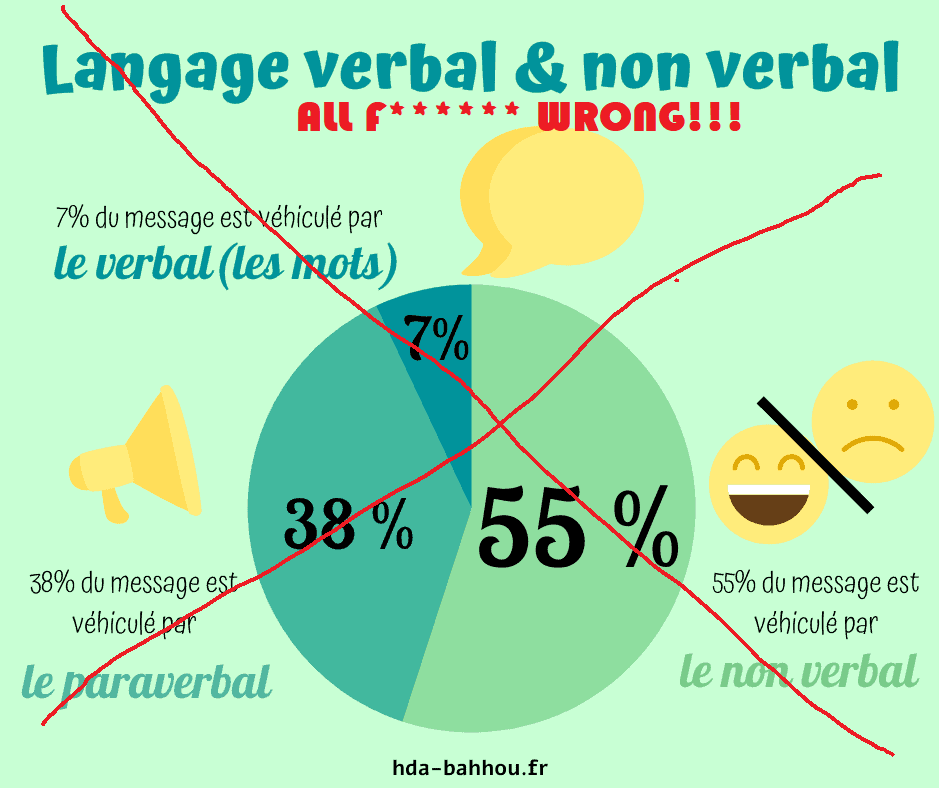 Langage verbal & non verbal
ALL F****** WRONG!!!
7% du message est véhiculé par
le verbal (les mots)
7%
38 %
55 %
38% du message est
véhiculé par
le paraverbal
55% du message est
véhiculé par
le non verbal
hda-bahhou.fr